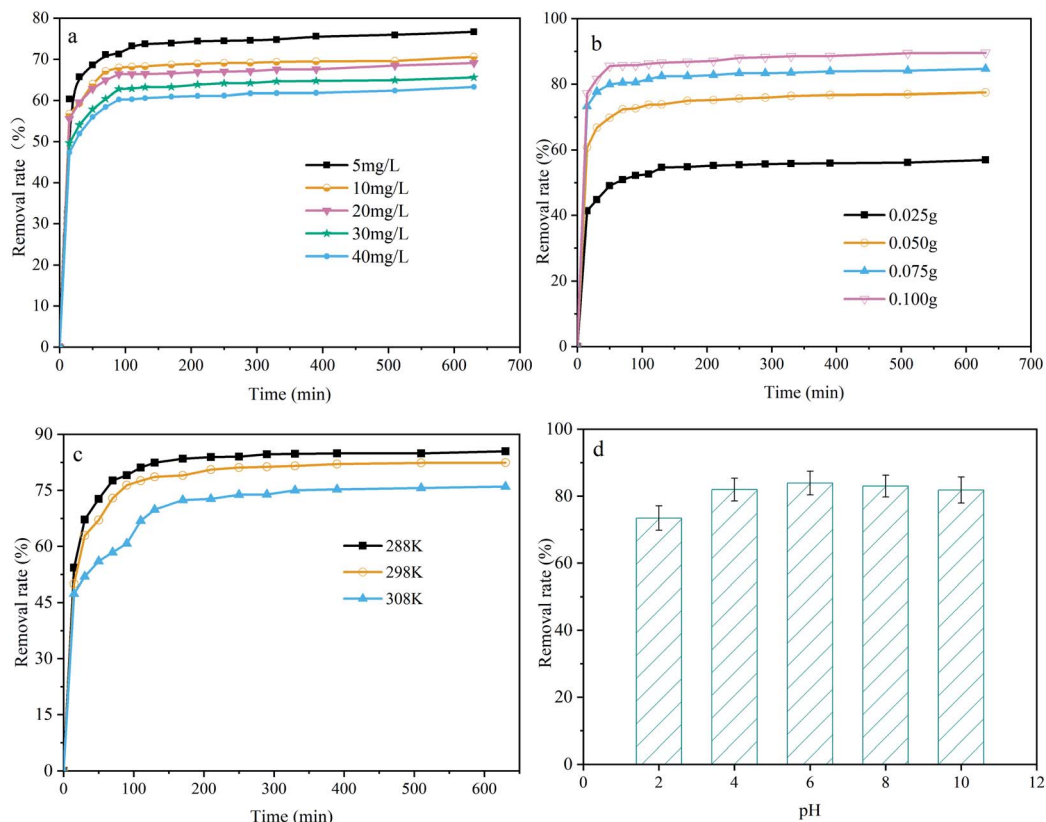 a
Removal rate (%)
80
70
60
50
40
30
20
10
0
5mg/L
10mg/L
20mg/L
30mg/L
40mg/L
0 100 200 300 400 500 600 700
Time (min)
b
Removal rate (%)
100
80
60
40
20
0
0.025g
0.050g
0.075g
0.100g
0 100 200 300 400 500 600 700
Time (min)
c
Removal rate (%)
90
75
60
45
30
15
0
288K
298K
308K
0 100 200 300 400 500 600
Time (min)
d
Removal rate (%)
100
80
60
40
20
0
0 2 4 6 8 10 12
pH